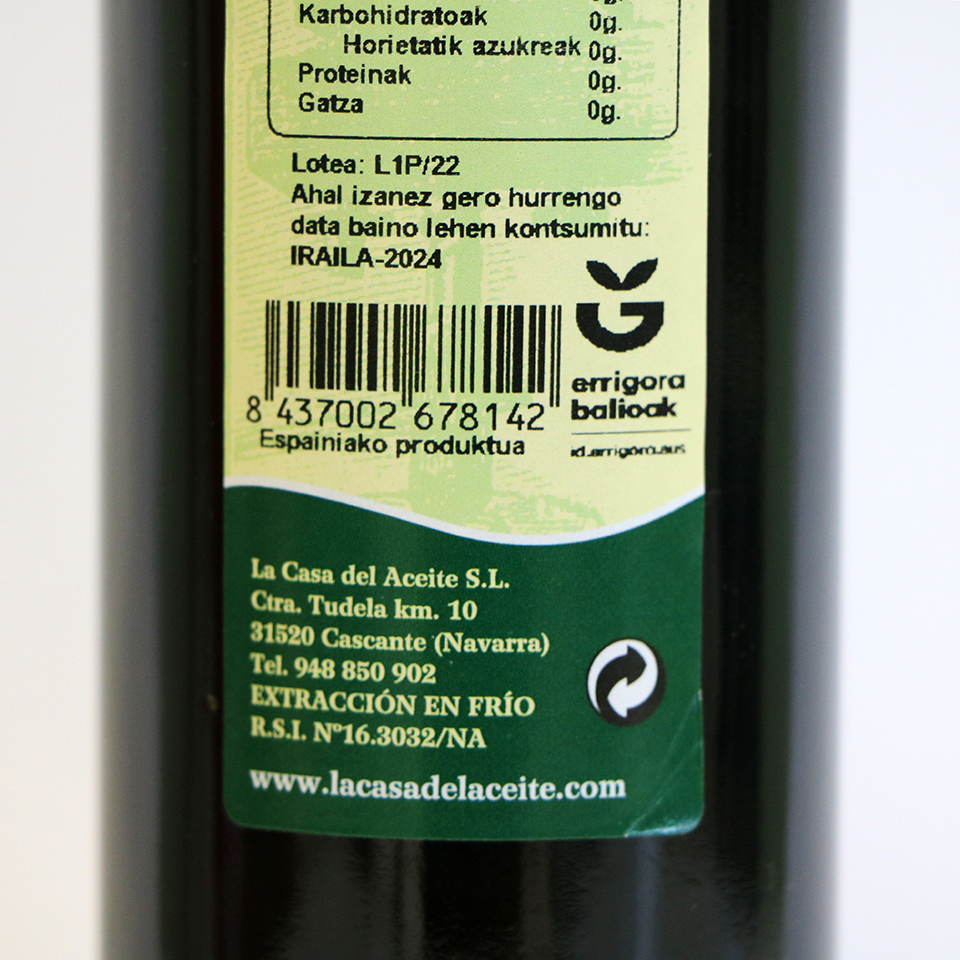 Karbohidratoak 0g.
Horietatik azukreak 0g.
Proteinak 0g.
Gatza 0g.
Lotea: L1P/22
Ahal izanez gero hurrengo
data baino lehen kontsumitu:
IRAILA-2024
errigora
balioak
8 437002 678142
Espainiako produktua
La Casa del Aceite S.L.
Ctra. Tudela km. 10
31520 Cascante (Navarra)
Tel. 948 850 902
EXTRACCIÓN EN FRÍO
R.S.I. Nº16.3032/NA
www.lacasadelaceite.com